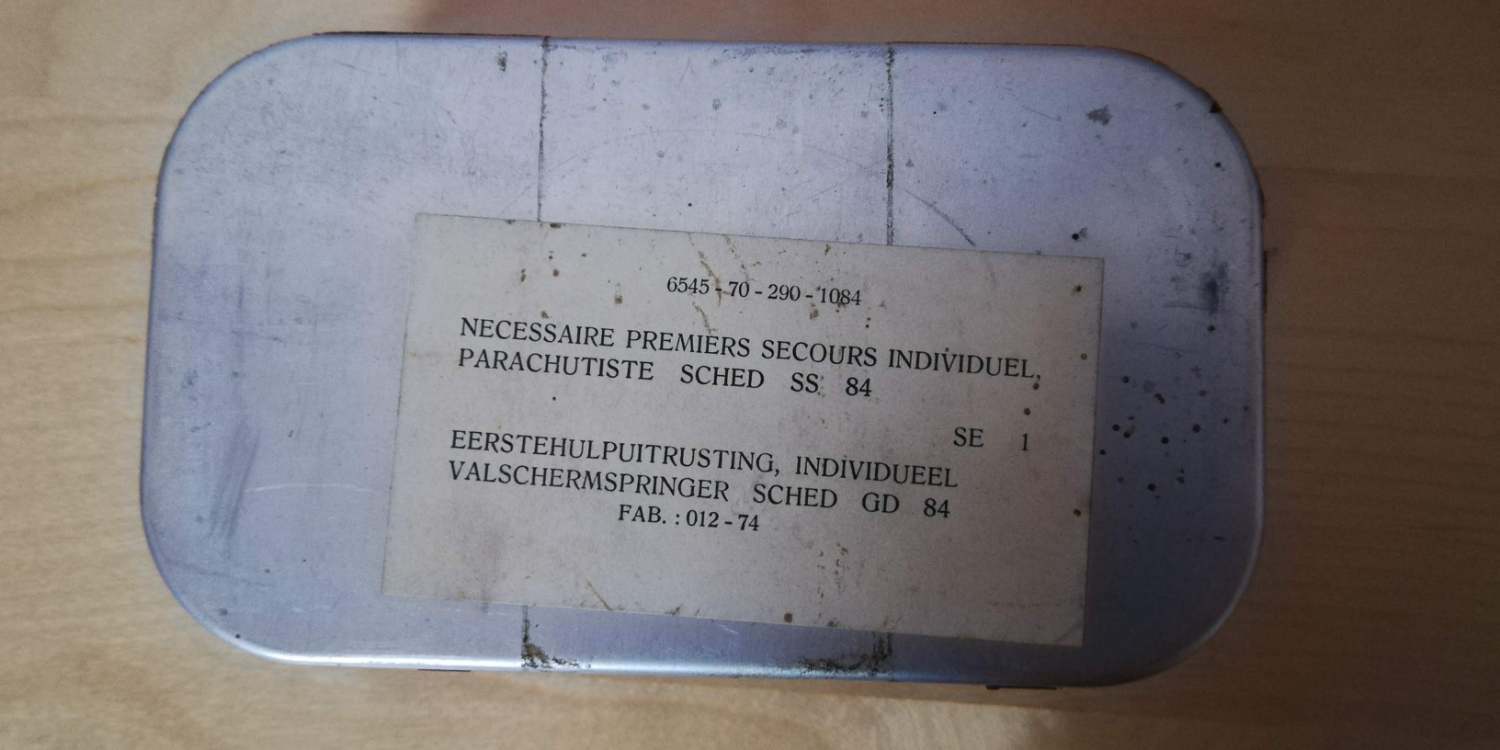 6545-70-290-1084
NECESSAIRE PREMIERS SECOURS INDIVIDUEL,
PARACHUTISTE SCHED SS 84
SE 1
EERSTEHULPUITRUSTING, INDIVIDUEEL
VALSCHERMSPRINGER SCHED GD 84
FAB. : 012-74